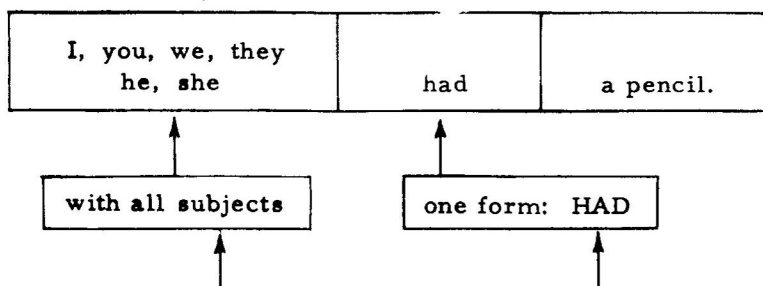 I, you, we, they
he, she
had
a pencil.
with all subjects
one form: HAD